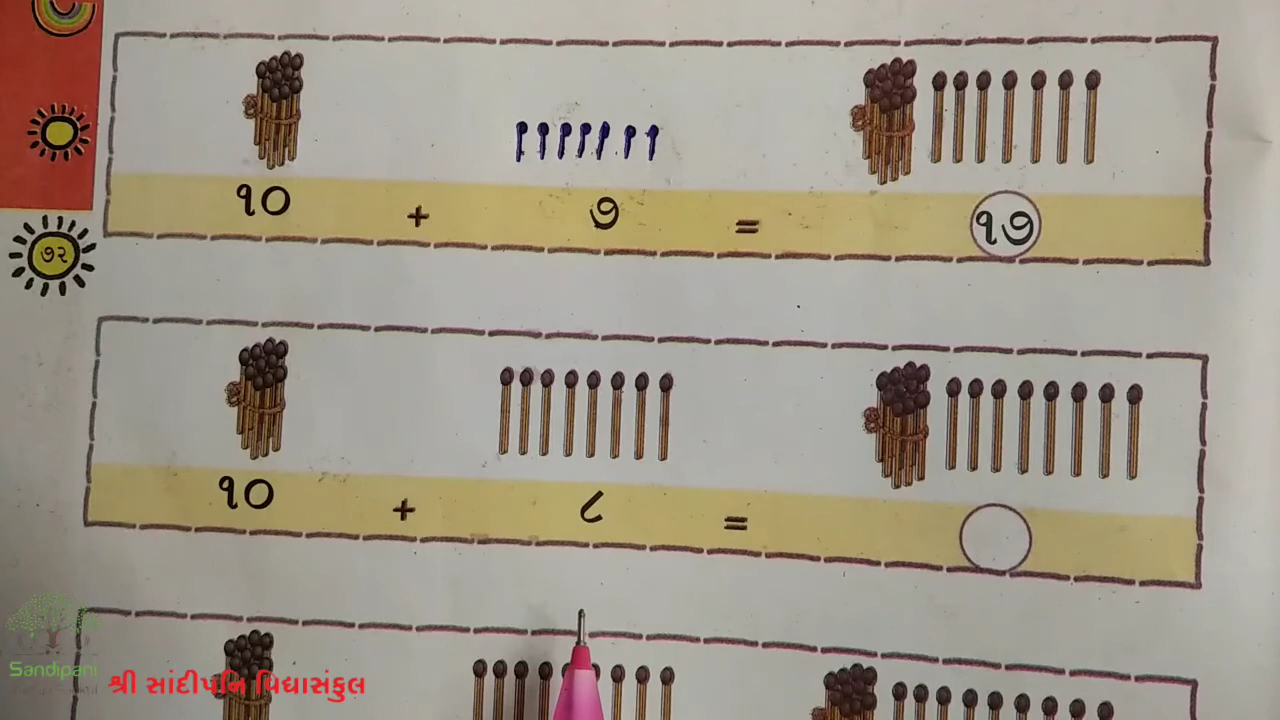 ૧૦ + ૭ = ૧૭
૭૨
૧૦ + ૮ =
Sandipani
શ્રી સાંદીપનિ વિદ્યાસંકુલ